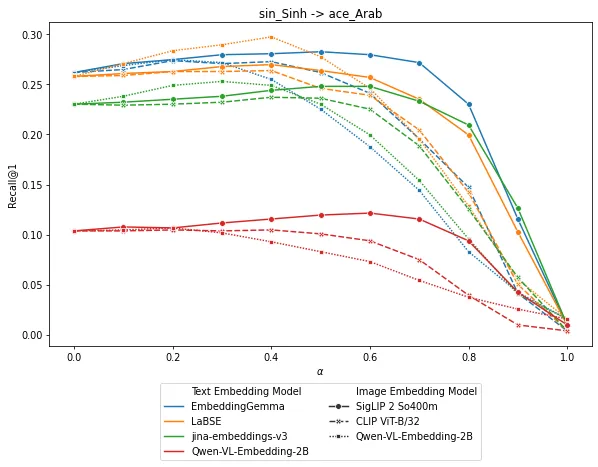 sin_Sinh -> ace_Arab
Recall@1
0.30
0.25
0.20
0.15
0.10
0.05
0.00
0.0 0.2 0.4 0.6 0.8 1.0
α
Text Embedding Model Image Embedding Model
EmbeddingGemma SigLIP 2 So400m
LaBSE CLIP ViT-B/32
jina-embeddings-v3 Qwen-VL-Embedding-2B
Qwen-VL-Embedding-2B